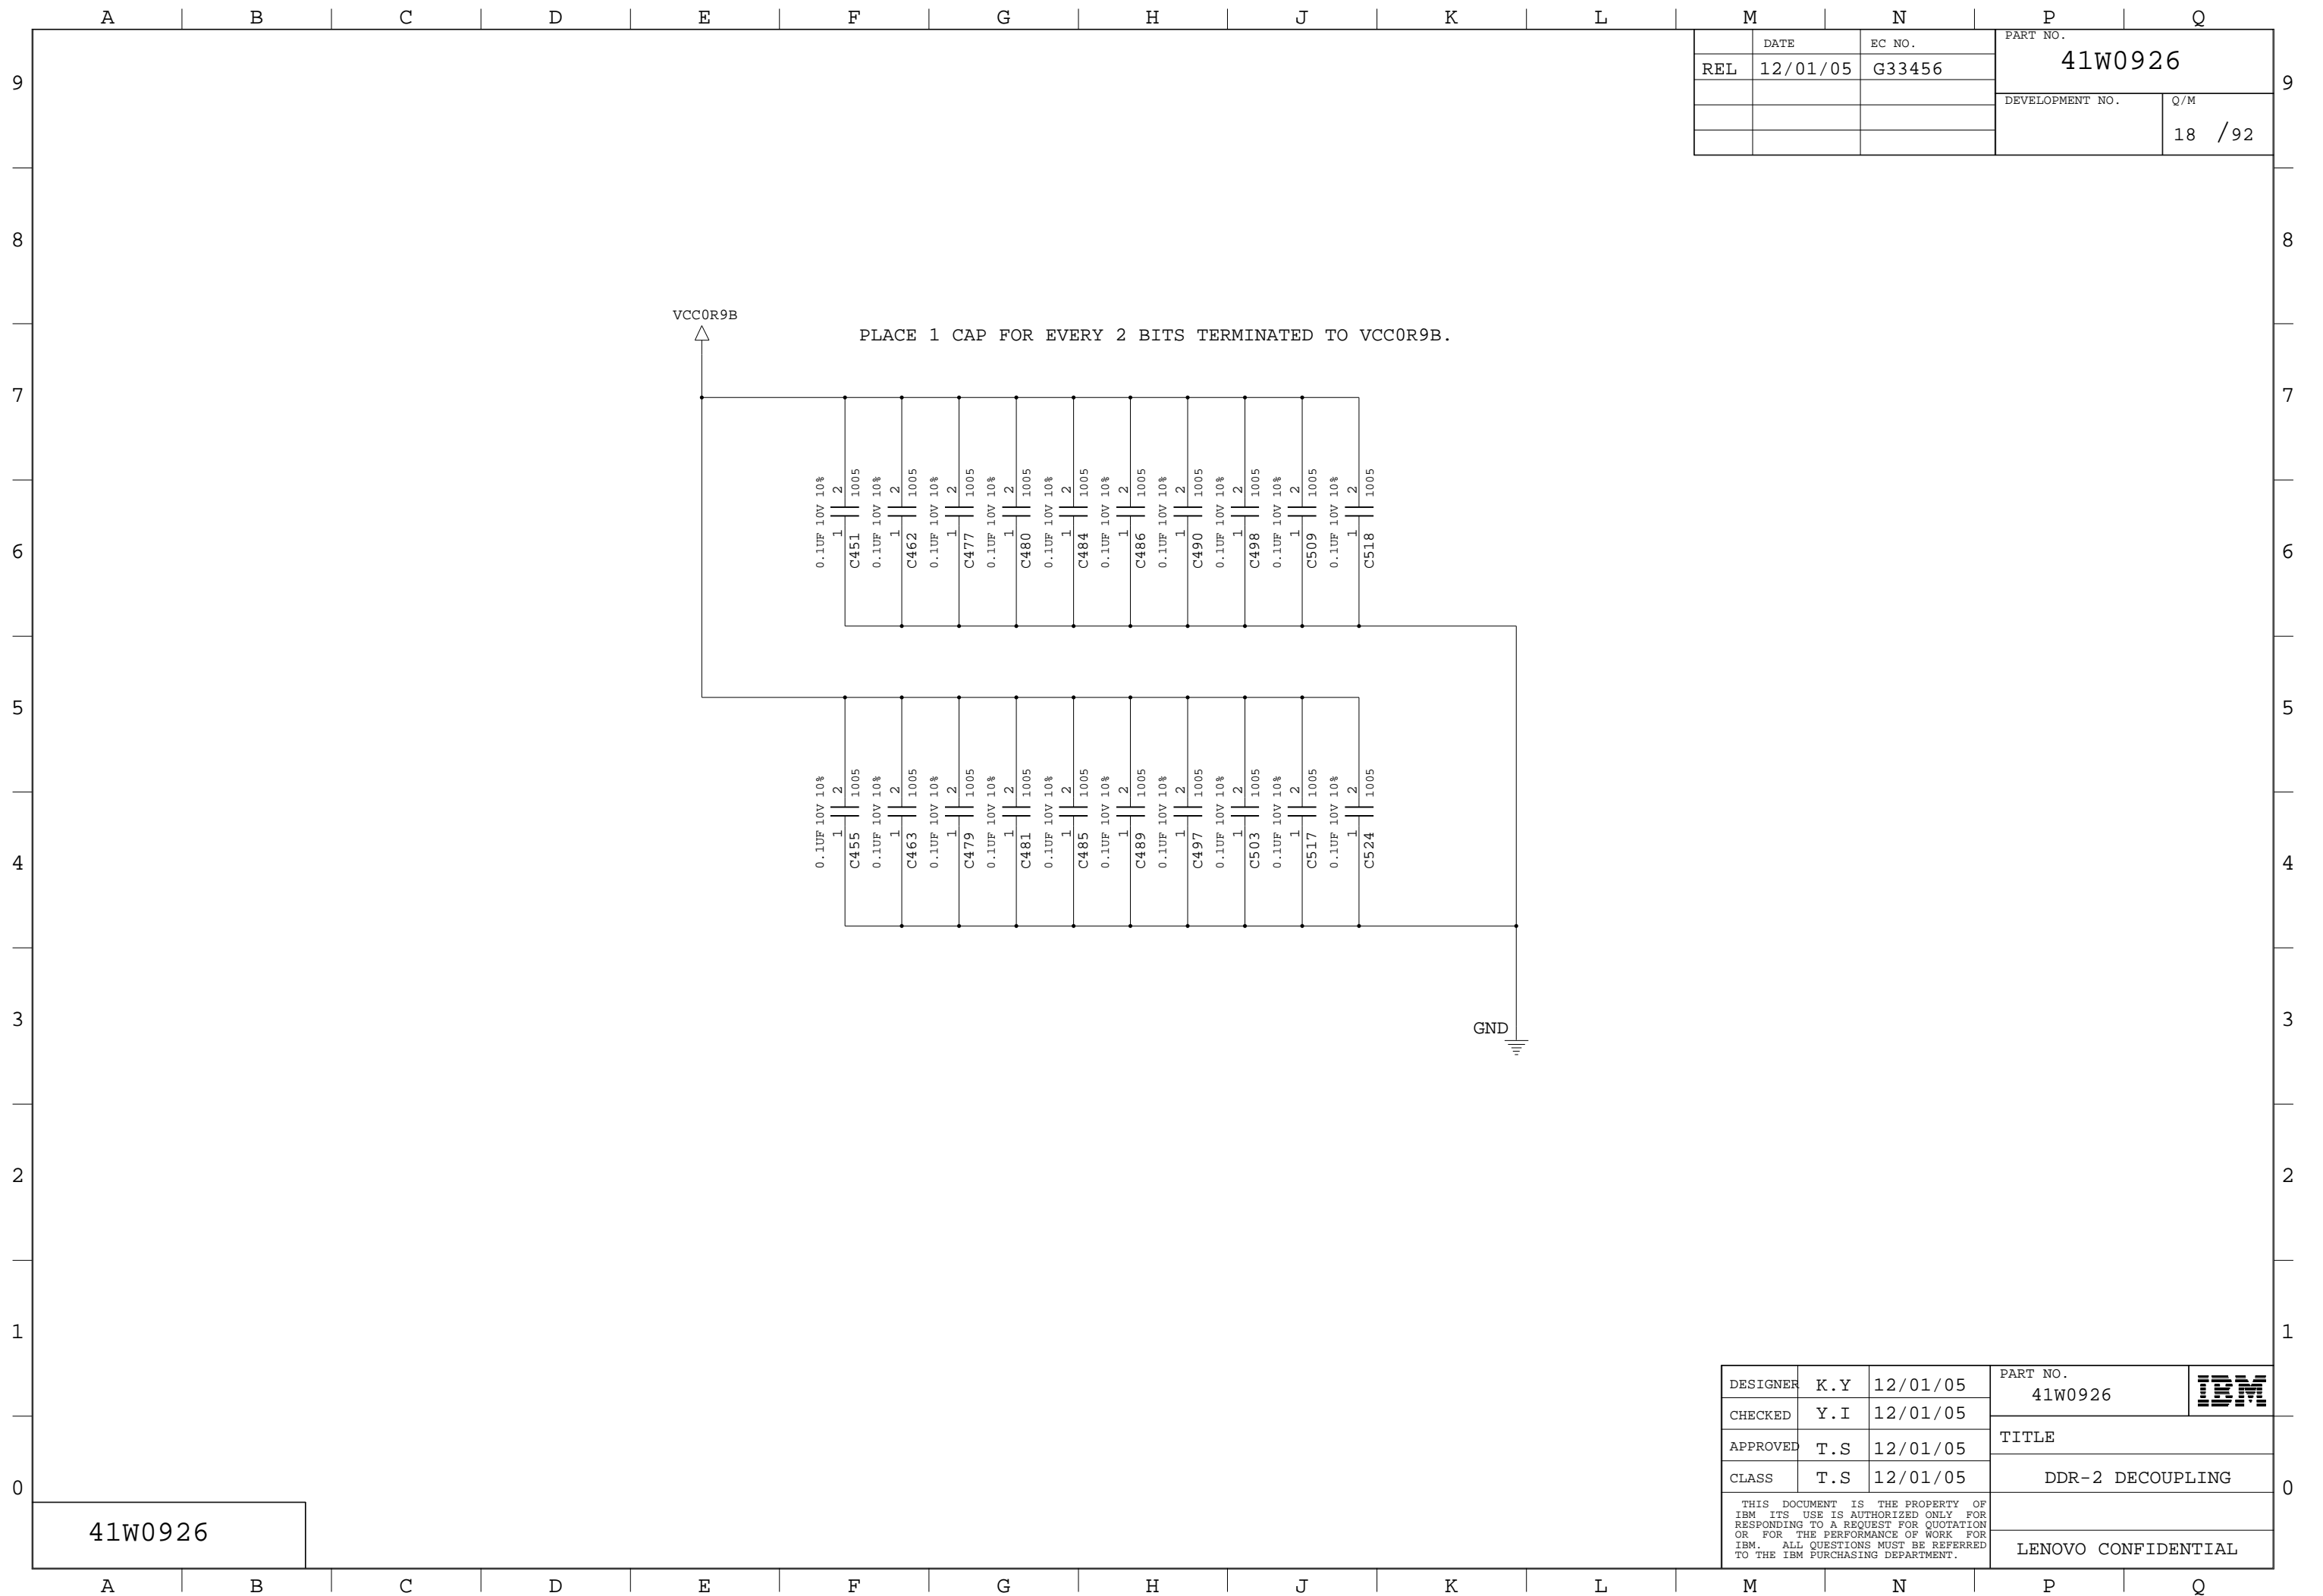 A B C D E F G H J K L M N P Q
DATE EC NO.
REL 12/01/05 G33456
PART NO.
41W0926
DEVELOPMENT NO. Q/M
18 /92
9 9
8 8
7 7
6 6
5 5
4 4
3 3
2 2
1 1
0 0
VCC0R9B
PLACE 1 CAP FOR EVERY 2 BITS TERMINATED TO VCC0R9B.
0.1UF 10V 10% 2 1005 1 C451
0.1UF 10V 10% 2 1005 1 C462
0.1UF 10V 10% 2 1005 1 C477
0.1UF 10V 10% 2 1005 1 C480
0.1UF 10V 10% 2 1005 1 C484
0.1UF 10V 10% 2 1005 1 C486
0.1UF 10V 10% 2 1005 1 C490
0.1UF 10V 10% 2 1005 1 C498
0.1UF 10V 10% 2 1005 1 C509
0.1UF 10V 10% 2 1005 1 C518
0.1UF 10V 10% 2 1005 1 C455
0.1UF 10V 10% 2 1005 1 C463
0.1UF 10V 10% 2 1005 1 C479
0.1UF 10V 10% 2 1005 1 C481
0.1UF 10V 10% 2 1005 1 C485
0.1UF 10V 10% 2 1005 1 C489
0.1UF 10V 10% 2 1005 1 C497
0.1UF 10V 10% 2 1005 1 C503
0.1UF 10V 10% 2 1005 1 C517
0.1UF 10V 10% 2 1005 1 C524
GND
DESIGNER K.Y 12/01/05
CHECKED Y.I 12/01/05
APPROVED T.S 12/01/05
CLASS T.S 12/01/05
THIS DOCUMENT IS THE PROPERTY OF
IBM ITS USE IS AUTHORIZED ONLY FOR
RESPONDING TO A REQUEST FOR QUOTATION
OR FOR THE PERFORMANCE OF WORK FOR
IBM. ALL QUESTIONS MUST BE REFERRED
TO THE IBM PURCHASING DEPARTMENT.
PART NO.
41W0926
IBM
TITLE
DDR-2 DECOUPLING
LENOVO CONFIDENTIAL
41W0926
A B C D E F G H J K L M N P Q